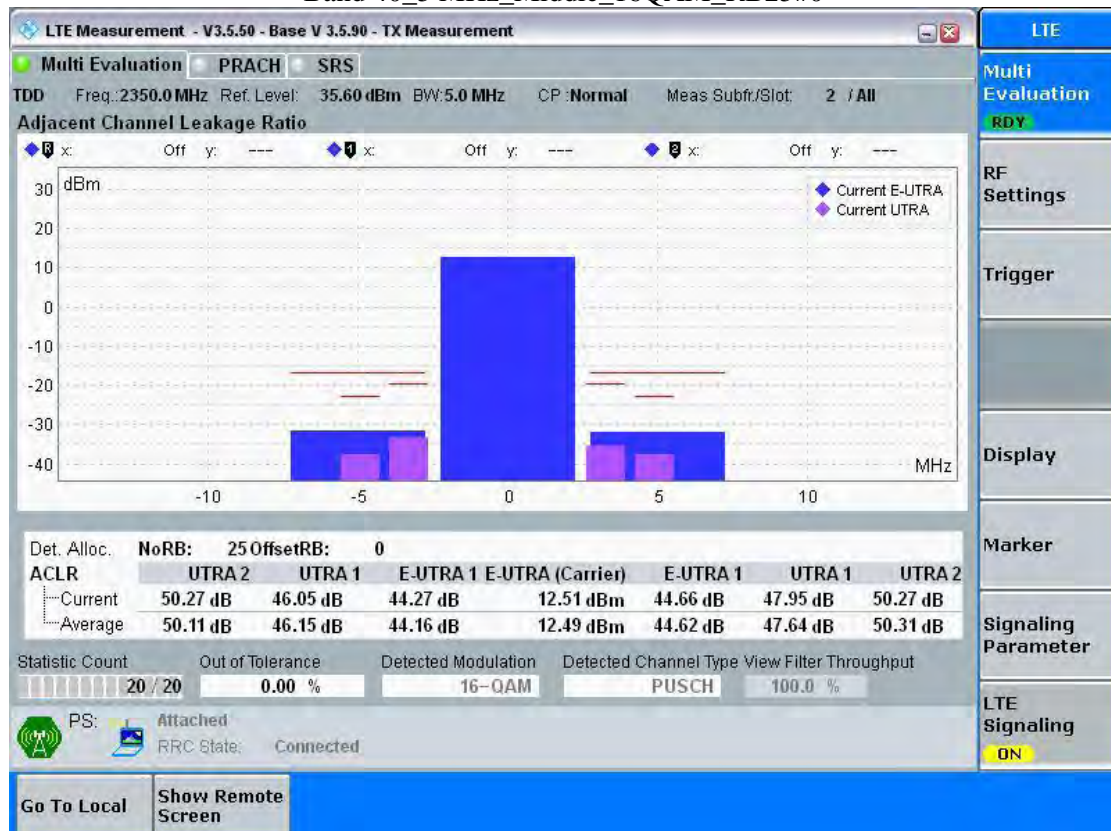 LTE Measurement - V3.5.50 - Base V 3.5.90 - TX Measurement
LTE
Multi Evaluation PRACH SRS
Multi Evaluation
RDY
TDD Freq.:2350.0 MHz Ref. Level: 35.60 dBm BW:5.0 MHz CP :Normal Meas Subfr./Slot: 2 / All
Adjacent Channel Leakage Ratio
0 x: Off y: --- 1 x: Off y: --- 2 x: Off y: ---
dBm
Current E-UTRA
Current UTRA
30
20
10
0
-10
-20
-30
-40
MHz
-10 -5 0 5 10
RF Settings
Trigger
Display
Marker
Signaling Parameter
LTE Signaling
ON
Det. Alloc. NoRB: 25 OffsetRB: 0
ACLR UTRA 2 UTRA 1 E-UTRA 1 E-UTRA (Carrier) E-UTRA 1 UTRA 1 UTRA 2
Current 50.27 dB 46.05 dB 44.27 dB 12.51 dBm 44.66 dB 47.95 dB 50.27 dB
Average 50.11 dB 46.15 dB 44.16 dB 12.49 dBm 44.62 dB 47.64 dB 50.31 dB
Statistic Count Out of Tolerance Detected Modulation Detected Channel Type View Filter Throughput
20 / 20 0.00 % 16-QAM PUSCH 100.0 %
PS: Attached
RRC State: Connected
Go To Local
Show Remote Screen